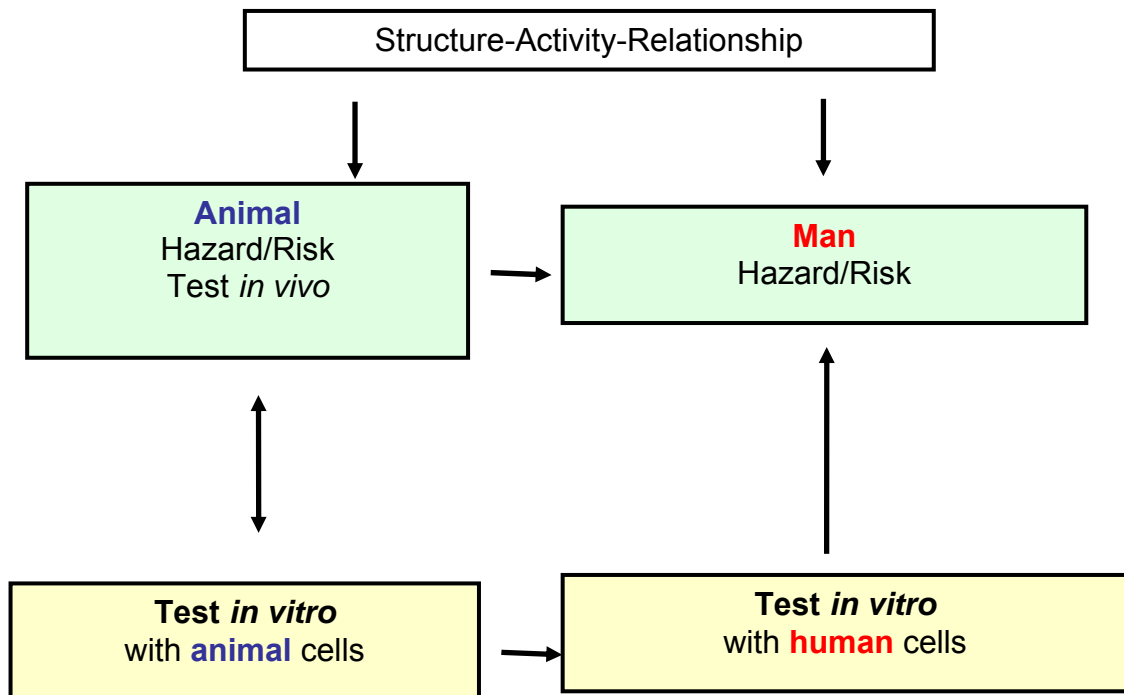 Structure-Activity-Relationship
Animal
Hazard/Risk
Test in vivo
Man
Hazard/Risk
Test in vitro
with animal cells
Test in vitro
with human cells